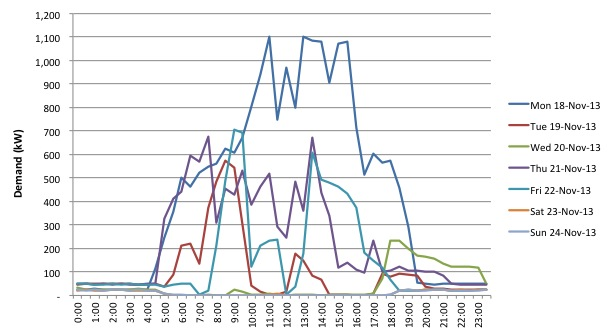 1,200
1,100
1,000
900
800
700
600
500
400
300
200
100
-
Demand (kW)
0:00 1:00 2:00 3:00 4:00 5:00 6:00 7:00 8:00 9:00 10:00 11:00 12:00 13:00 14:00 15:00 16:00 17:00 18:00 19:00 20:00 21:00 22:00 23:00
Mon 18-Nov-13
Tue 19-Nov-13
Wed 20-Nov-13
Thu 21-Nov-13
Fri 22-Nov-13
Sat 23-Nov-13
Sun 24-Nov-13